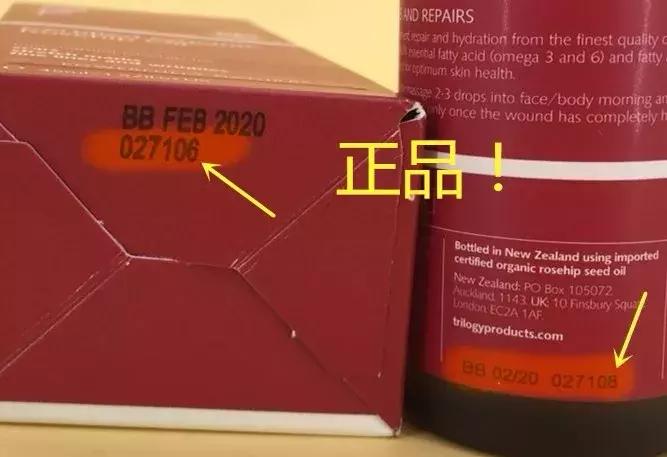 BB FEB 2020
027106
正品！
AND REPAIRS
repair and hydration from the finest quality
essential fatty acid (omega 3 and 6) and fatty
optimum skin health.
massage 2-3 drops into face/body morning
only once the wound has completely
Bottled in New Zealand using imported
certified organic rosehip seed oil
New Zealand: PO Box 105072
Auckland, 1143. UK: 10 Finsbury Square
London, EC2A 1AF.
trilogyproducts.com
BB 02/20 027108